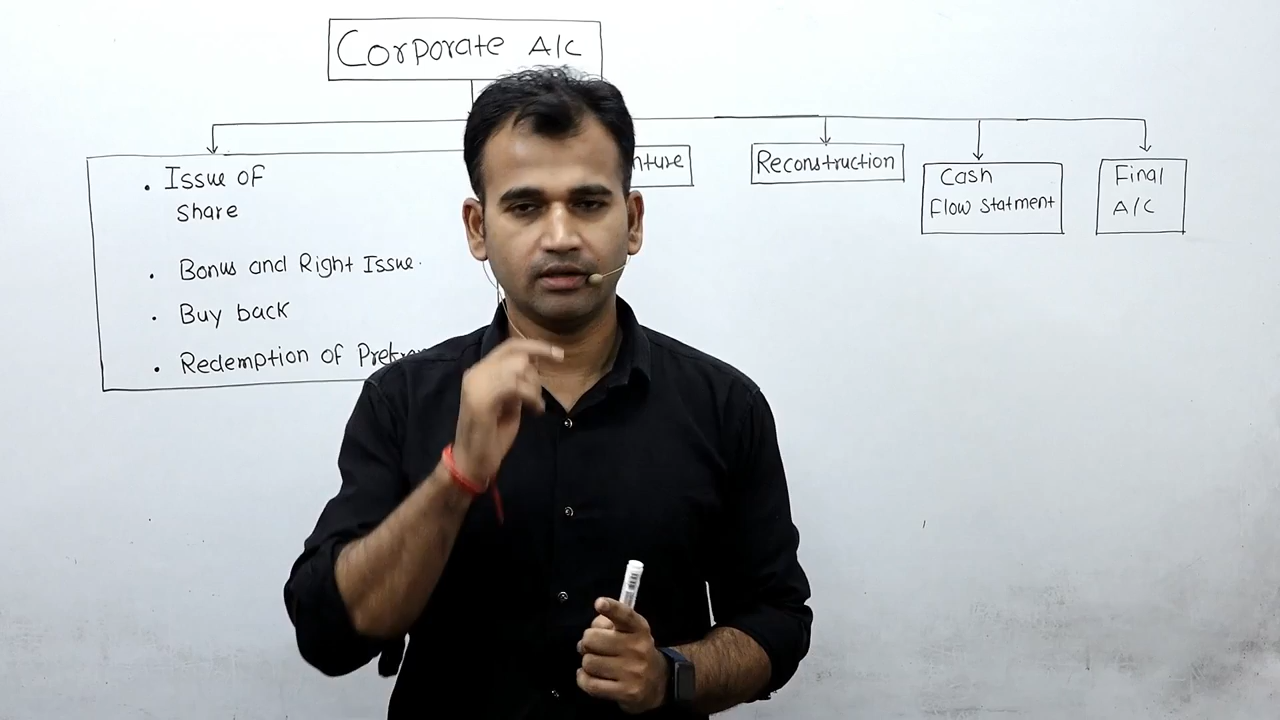 Corporate A/C
• Issue of
Share
• Bonus and Right Issue.
• Buy back
• Redemption of
Reconstruction
Cash
Flow Statment
Final
A/C